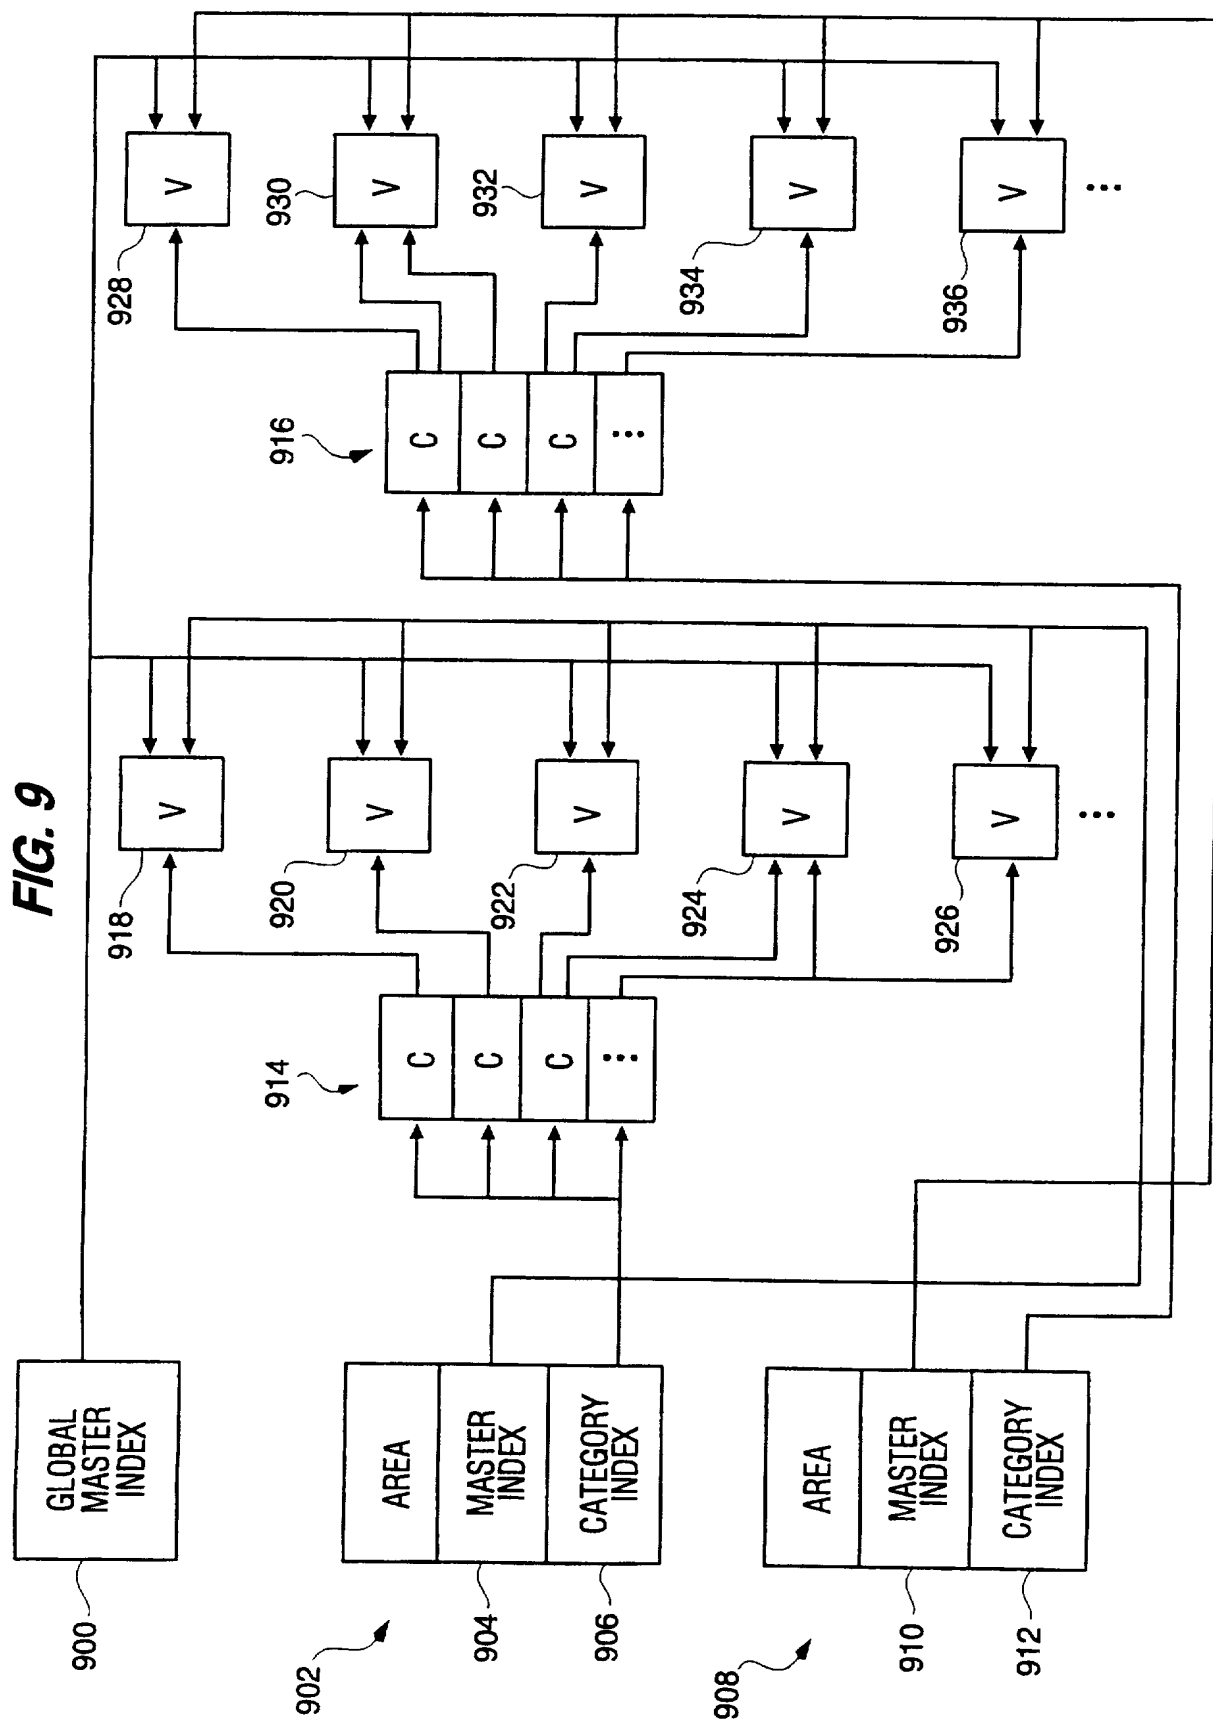 FIG. 9
GLOBAL
MASTER
INDEX
900
AREA
MASTER
INDEX
CATEGORY
INDEX
902
904
906
AREA
MASTER
INDEX
CATEGORY
INDEX
908
910
912
914
C
C
C
...
V
918
V
920
V
922
V
924
V
926
...
916
C
C
C
...
V
928
V
930
V
932
V
934
V
936
...